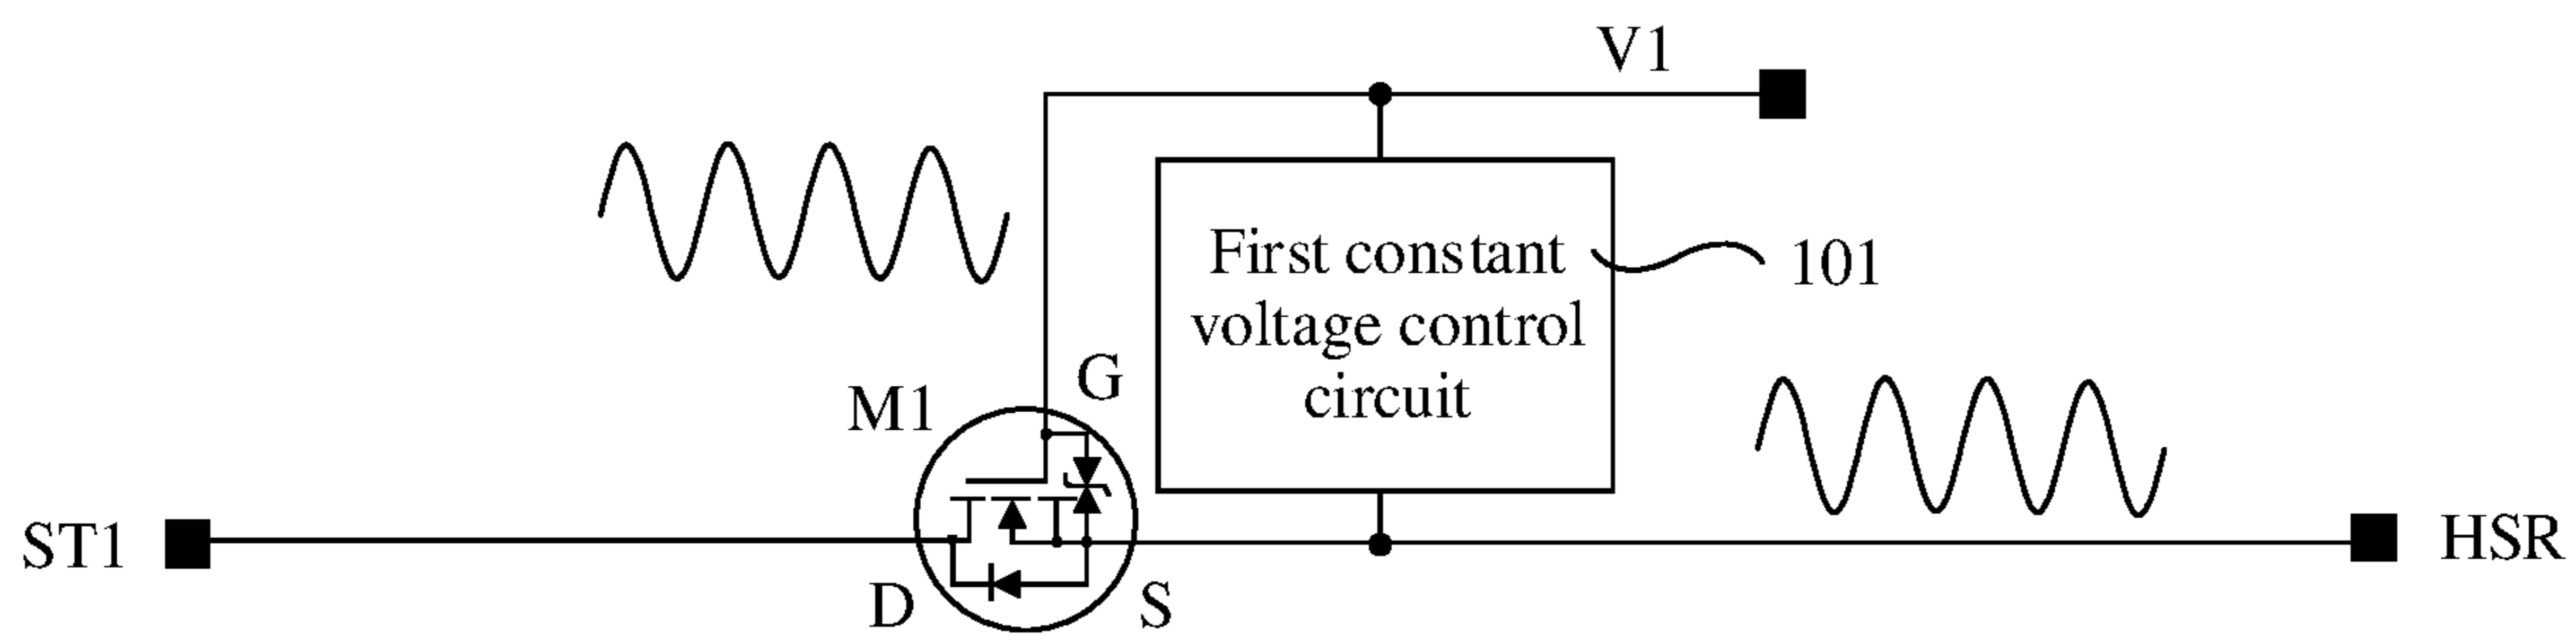 V1
First constant
voltage control
circuit
101
G
M1
ST1
HSR
D
S